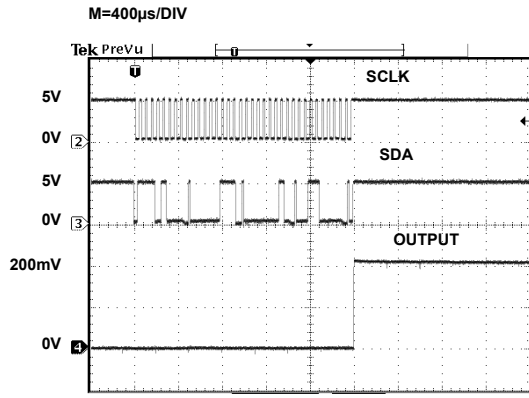 M=400µs/DIV
Tek PreVu
T
T
SCLK
5V
0V 2
SDA
5V
0V 3
OUTPUT
200mV
0V 4